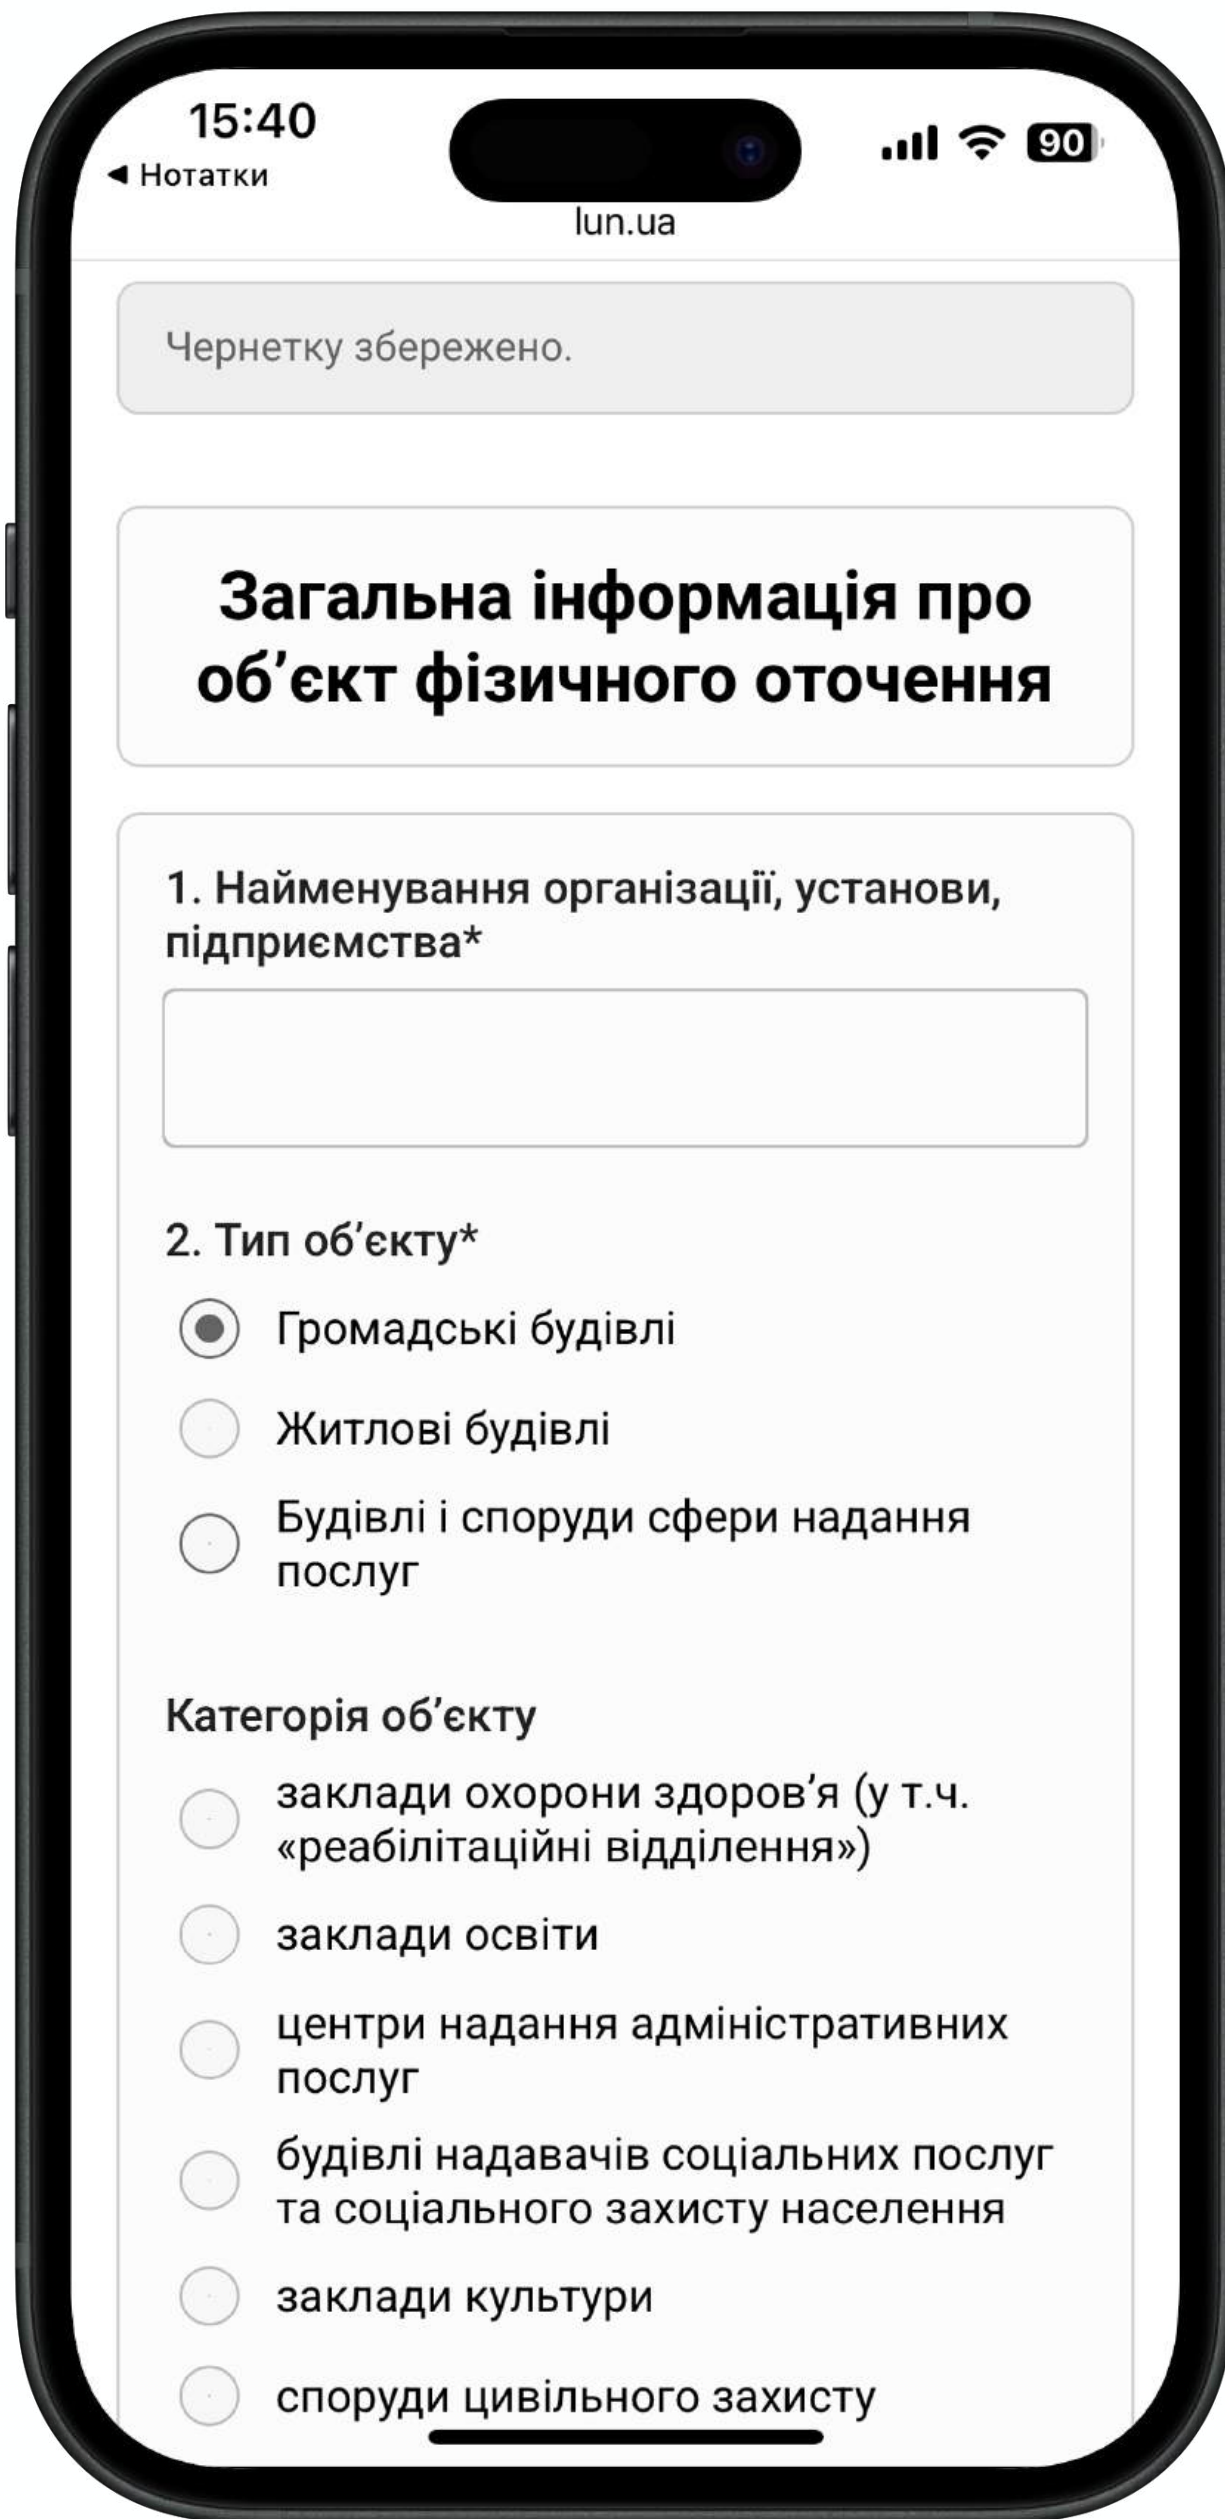 15:40
90
◀ Нотатки
lun.ua
Чернетку збережено.
Загальна інформація про
об’єкт фізичного оточення
1. Найменування організації, установи,
підприємства*
2. Тип об’єкту*
Громадські будівлі
Житлові будівлі
Будівлі і споруди сфери надання
послуг
Категорія об’єкту
заклади охорони здоров’я (у т.ч.
«реабілітаційні відділення»)
заклади освіти
центри надання адміністративних
послуг
будівлі надавачів соціальних послуг
та соціального захисту населення
заклади культури
споруди цивільного захисту